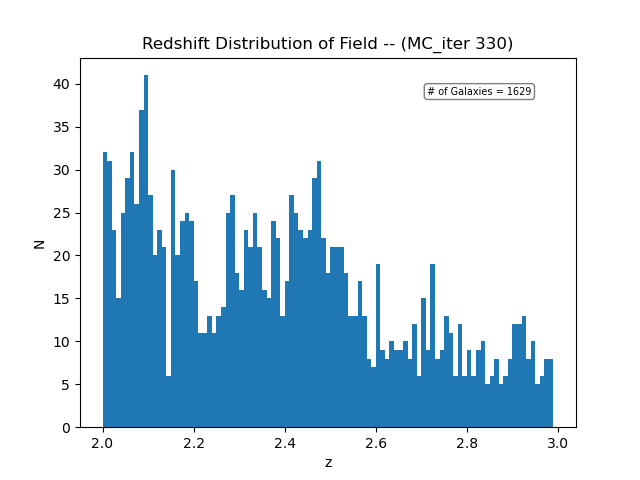 Redshift Distribution of Field -- (MC_iter 330)
# of Galaxies = 1629
40
35
30
25
20
15
10
5
0
N
2.0 2.2 2.4 2.6 2.8 3.0
z